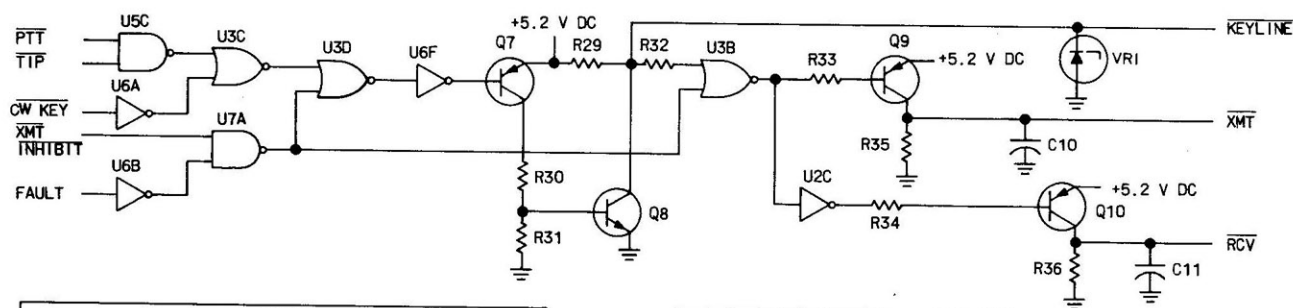 U5C
PTT
TIP
U3C
U3D
U6F
Q7
+5.2 V DC
R29
R32
U3B
R33
Q9
+5.2 V DC
KEYLINE
VR1
U6A
CW KEY
U7A
XMT
INHIBIT
U6B
FAULT
R30
R31
Q8
R35
C10
XMT
U2C
R34
+5.2 V DC
Q10
R36
C11
RCV